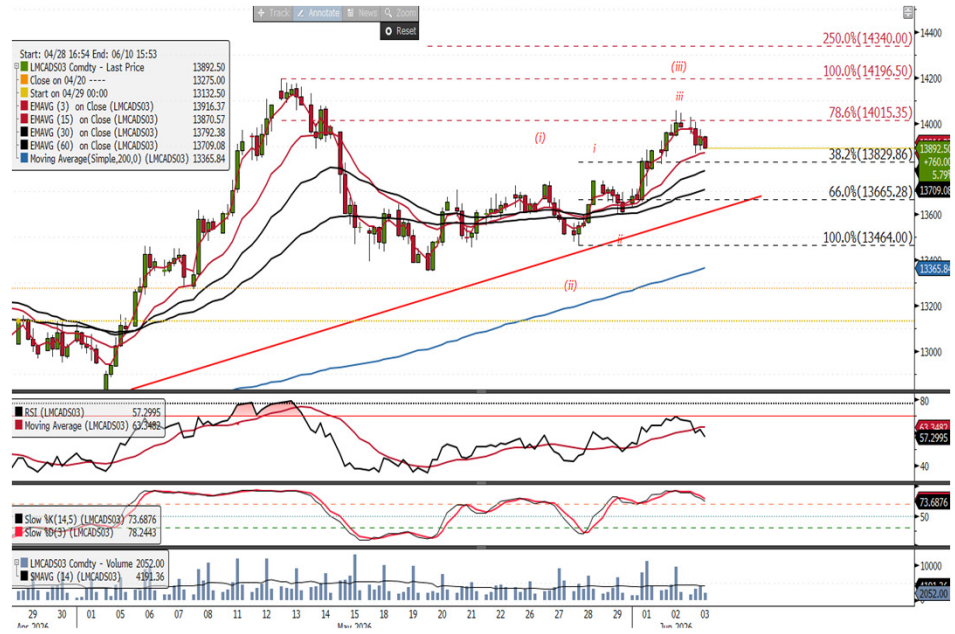 Track Annotate News Zoom
Reset
Start: 04/28 16:54 End: 06/10 15:53
LMCADS03 Comdty - Last Price 13892.50
Close on 04/20 ---- 13275.00
Start on 04/29 00:00 13132.50
EMAVG (3) on Close (LMCADS03) 13916.37
EMAVG (15) on Close (LMCADS03) 13870.57
EMAVG (30) on Close (LMCADS03) 13792.38
EMAVG (60) on Close (LMCADS03) 13709.08
Moving Average(Simple,200,0) (LMCADS03) 13365.84
250.0%(14340.00)
100.0%(14196.50)
78.6%(14015.35)
38.2%(13829.86)
66.0%(13665.28)
100.0%(13464.00)
(iii)
iii
(i)
i
ii
(ii)
14400
14200
14000
13892.50
+760.00
5.79%
13709.08
13600
13400
13365.84
13200
13000
RSI (LMCADS03) 57.2995
Moving Average (LMCADS03) 63.3482
80
63.3482
57.2995
40
Slow %K(14,5) (LMCADS03) 73.6876
Slow %D(3) (LMCADS03) 78.2443
73.6876
50
LMCADS03 Comdty - Volume 2052.00
SMAVG (14) (LMCADS03) 4191.36
10000
4191.36
2052.00
0
29 30 01 05 06 07 08 11 12 13 14 15 18 19 20 21 22 26 27 28 29 01 02 03
Apr 2026 May 2026 Jun 2026